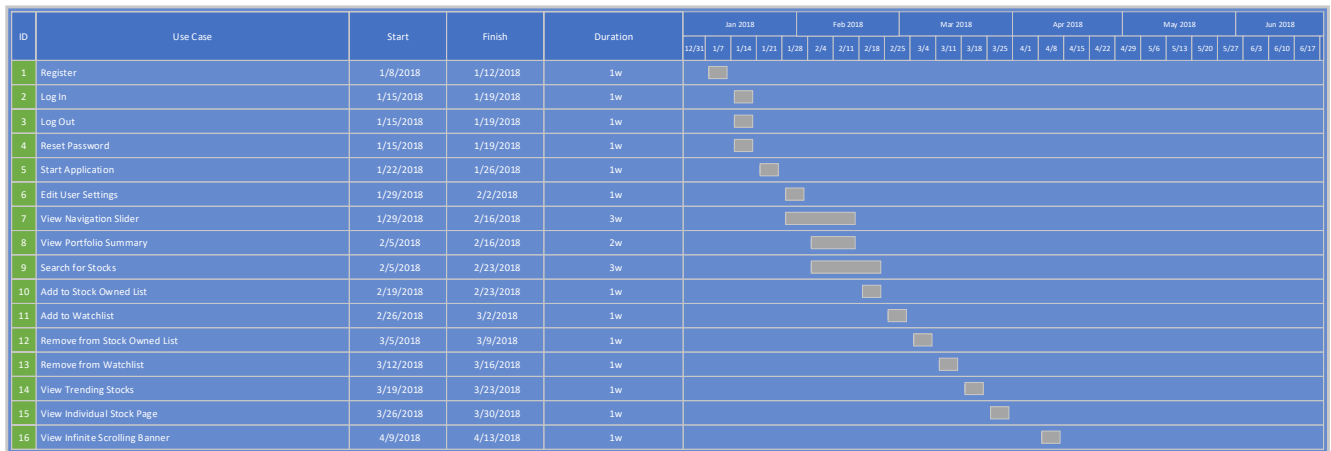 ID Use Case Start Finish Duration Jan 2018 Feb 2018 Mar 2018 Apr 2018 May 2018 Jun 2018
12/31 1/7 1/14 1/21 1/28 2/4 2/11 2/18 2/25 3/4 3/11 3/18 3/25 4/1 4/8 4/15 4/22 4/29 5/6 5/13 5/20 5/27 6/3 6/10 6/17
1 Register 1/8/2018 1/12/2018 1w
2 Log In 1/15/2018 1/19/2018 1w
3 Log Out 1/15/2018 1/19/2018 1w
4 Reset Password 1/15/2018 1/19/2018 1w
5 Start Application 1/22/2018 1/26/2018 1w
6 Edit User Settings 1/29/2018 2/2/2018 1w
7 View Navigation Slider 1/29/2018 2/16/2018 3w
8 View Portfolio Summary 2/5/2018 2/16/2018 2w
9 Search for Stocks 2/5/2018 2/23/2018 3w
10 Add to Stock Owned List 2/19/2018 2/23/2018 1w
11 Add to Watchlist 2/26/2018 3/2/2018 1w
12 Remove from Stock Owned List 3/5/2018 3/9/2018 1w
13 Remove from Watchlist 3/12/2018 3/16/2018 1w
14 View Trending Stocks 3/19/2018 3/23/2018 1w
15 View Individual Stock Page 3/26/2018 3/30/2018 1w
16 View Infinite Scrolling Banner 4/9/2018 4/13/2018 1w